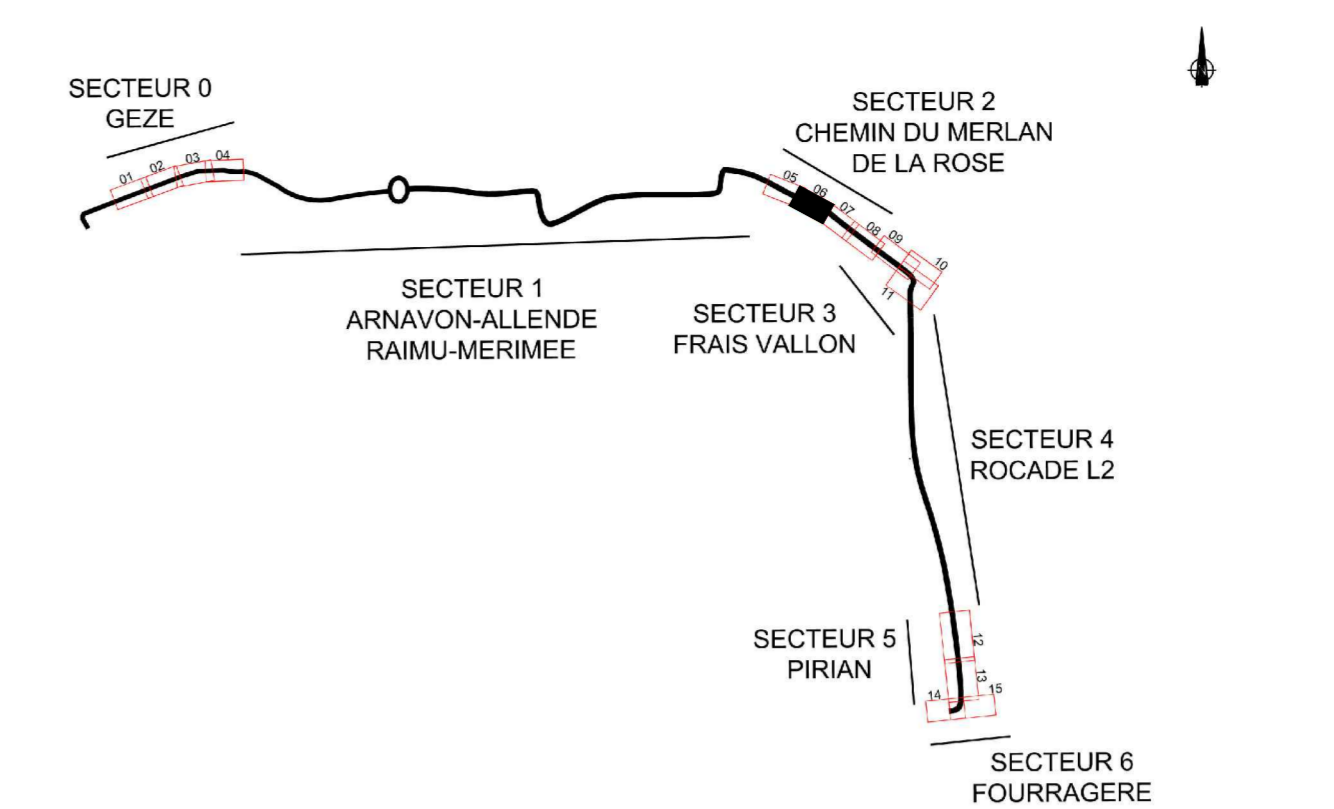 SECTEUR 0
GEZE
01
02
03
04
SECTEUR 2
CHEMIN DU MERLAN
DE LA ROSE
05
06
07
08
09
10
11
SECTEUR 1
ARNAVON-ALLENDE
RAIMU-MERIMEE
SECTEUR 3
FRAIS VALLON
SECTEUR 4
ROCADE L2
SECTEUR 5
PIRIAN
12
13
14
15
SECTEUR 6
FOURRAGERE